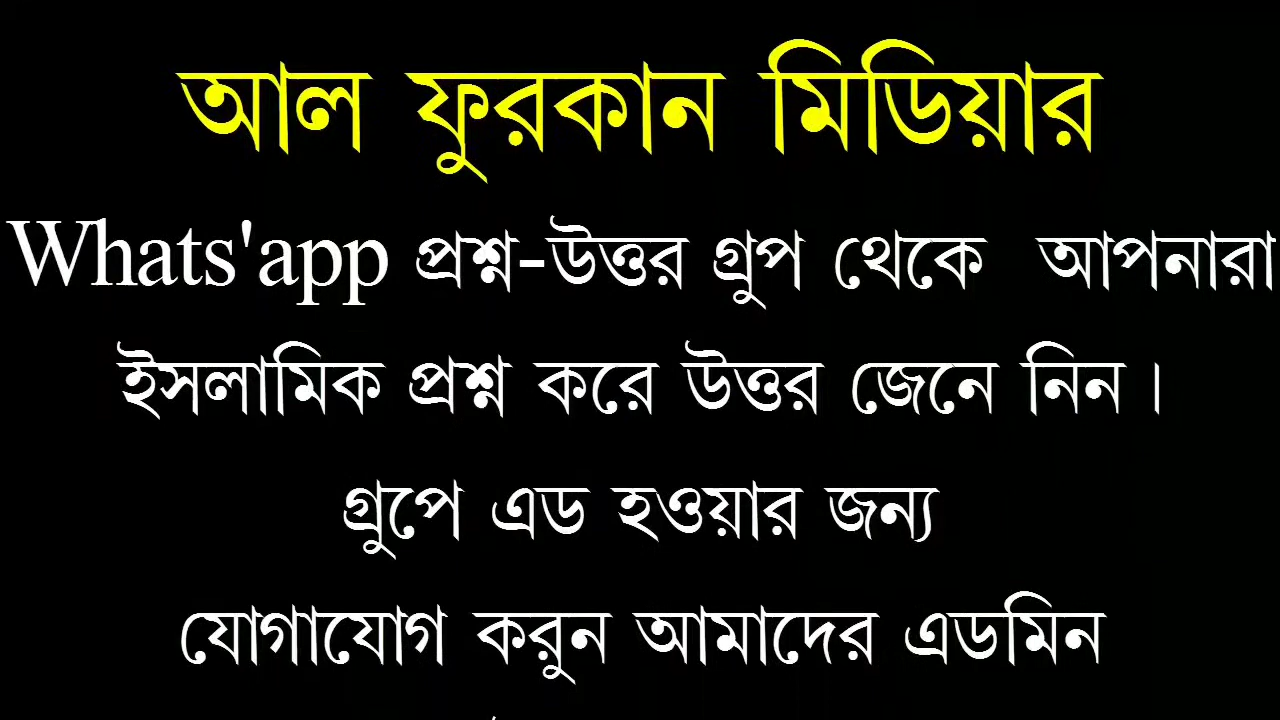 আল ফুরকান মিডিয়ার
Whats'app প্রশ্ন-উত্তর গ্রুপ থেকে আপনারা
ইসলামিক প্রশ্ন করে উত্তর জেনে নিন।
গ্রুপে এড হওয়ার জন্য
যোগাযোগ করুন আমাদের এডমিন